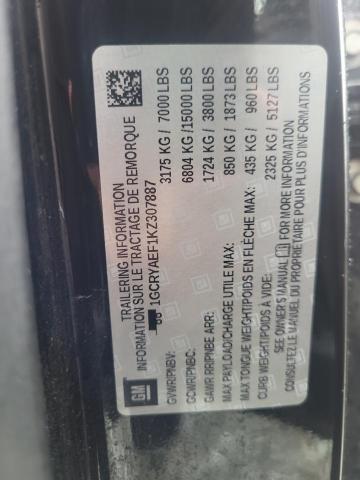 GM
TRAILERING INFORMATION
INFORMATION SUR LE TRACTAGE DE REMORQUE
1GCRYAEF1KZ307887
GVWR/PNBV: 3175 KG / 7000 LBS
GCWR/PNBC: 6804 KG /15000 LBS
GAWR RR/PNBE ARR: 1724 KG / 3800 LBS
MAX PAYLOAD/CHARGE UTILE MAX: 850 KG / 1873 LBS
MAX TONGUE WEIGHT/POIDS EN FLÈCHE MAX: 435 KG / 960 LBS
CURB WEIGHT/POIDS À VIDE: 2325 KG / 5127 LBS
SEE OWNER'S MANUAL FOR MORE INFORMATION
CONSULTEZ LE MANUEL DU PROPRIETAIRE POUR PLUS D'INFORMATIONS